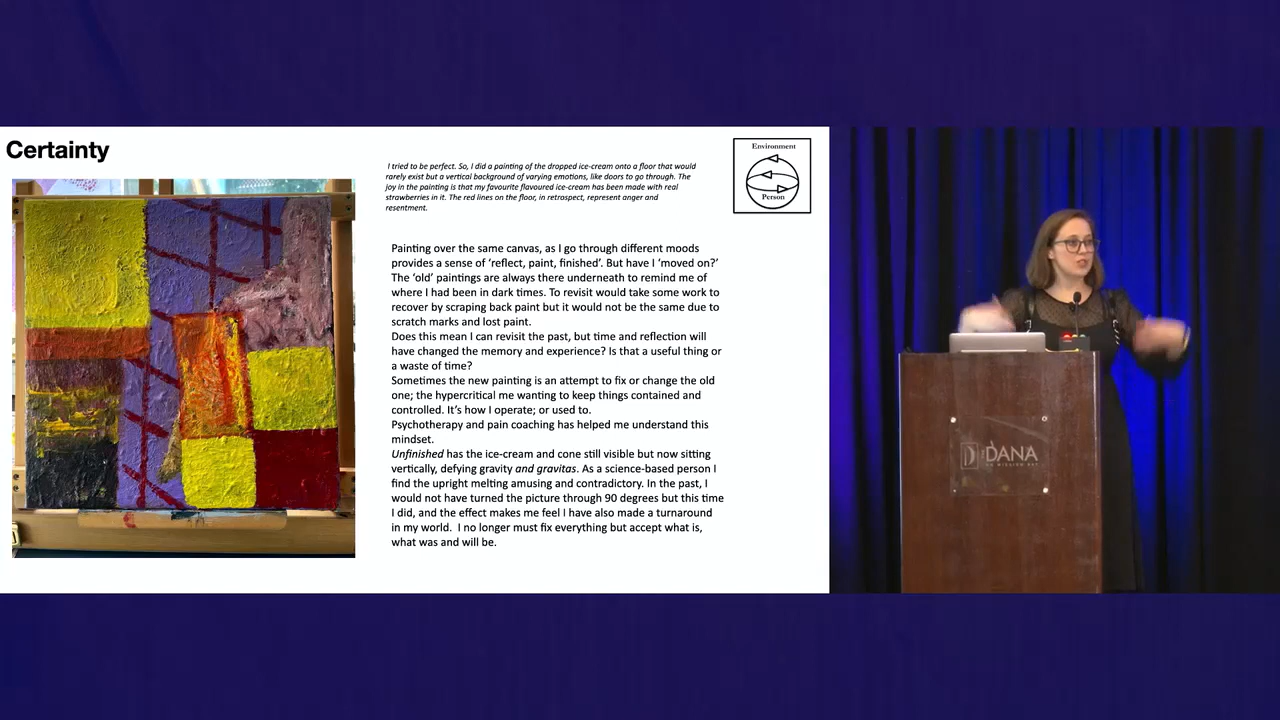 Certainty
I tried to be perfect. So, I did a painting of the dropped ice-cream onto a floor that would
rarely exist but a vertical background of varying emotions, like doors to go through. The
joy in the painting is that my favourite flavoured ice-cream has been made with real
strawberries in it. The red lines on the floor, in retrospect, represent anger and
resentment.
Environment
Person
Painting over the same canvas, as I go through different moods
provides a sense of ‘reflect, paint, finished’. But have I ‘moved on?’
The ‘old’ paintings are always there underneath to remind me of
where I had been in dark times. To revisit would take some work to
recover by scraping back paint but it would not be the same due to
scratch marks and lost paint.
Does this mean I can revisit the past, but time and reflection will
have changed the memory and experience? Is that a useful thing or
a waste of time?
Sometimes the new painting is an attempt to fix or change the old
one; the hypercritical me wanting to keep things contained and
controlled. It’s how I operate; or used to.
Psychotherapy and pain coaching has helped me understand this
mindset.
Unfinished has the ice-cream and cone still visible but now sitting
vertically, defying gravity and gravitas. As a science-based person I
find the upright melting amusing and contradictory. In the past, I
would not have turned the picture through 90 degrees but this time
I did, and the effect makes me feel I have also made a turnaround
in my world.  I no longer must fix everything but accept what is,
what was and will be.
DANA
ON MISSION BAY